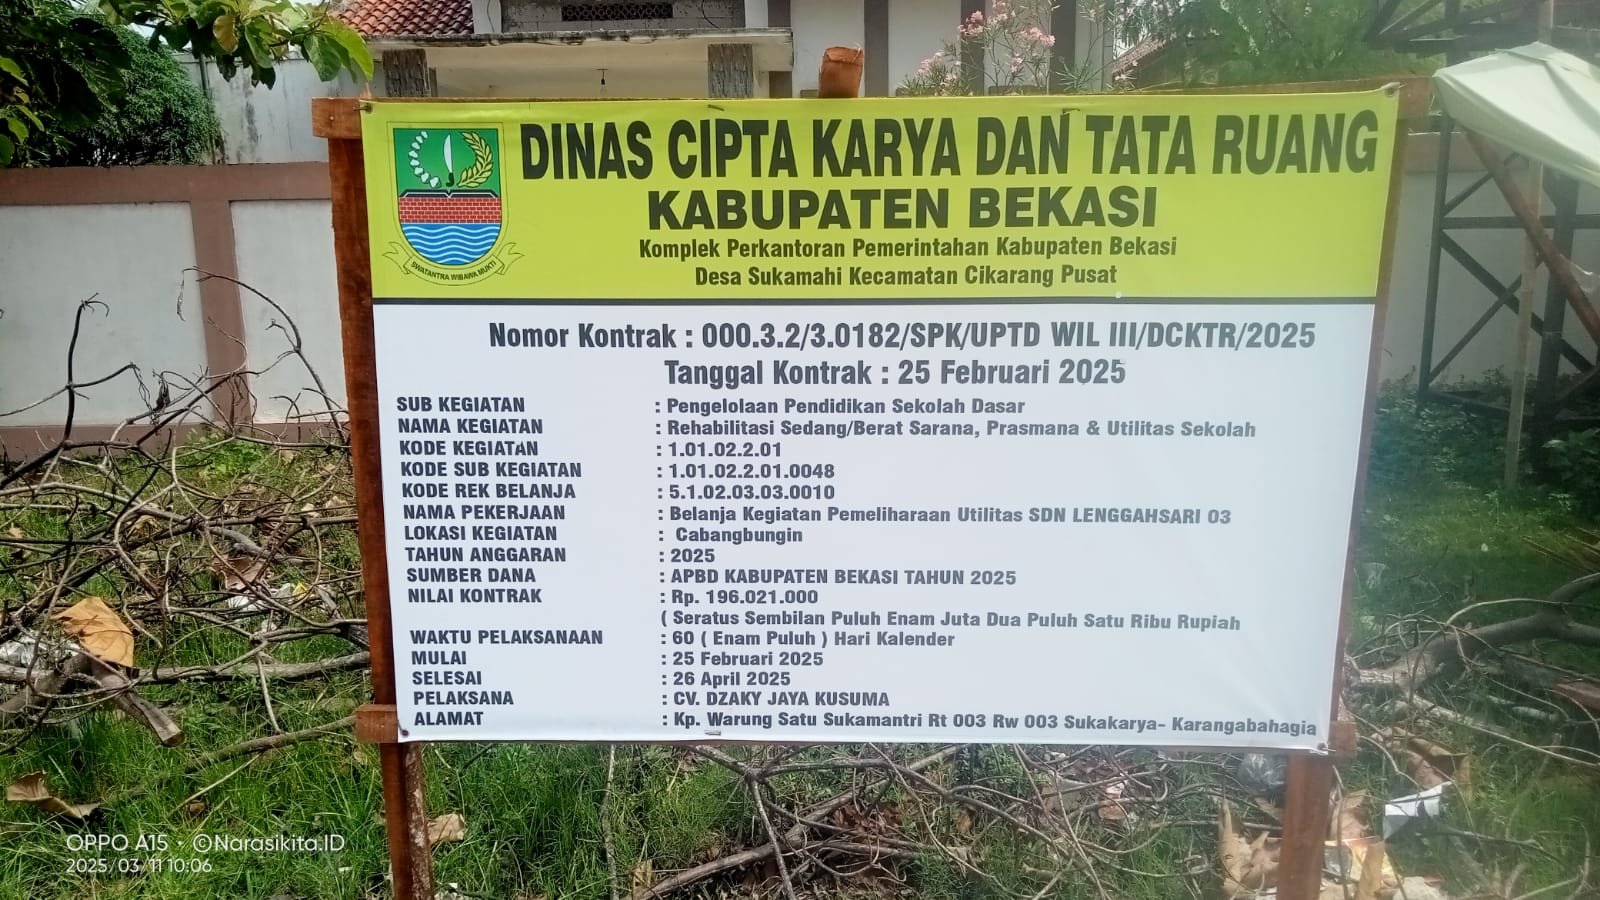 DINAS CIPTA KARYA DAN TATA RUANG
KABUPATEN BEKASI
Komplek Perkantoran Pemerintahan Kabupaten Bekasi
Desa Sukamahi Kecamatan Cikarang Pusat
SWATANTRA WIBAWA MUKTI
Nomor Kontrak : 000.3.2/3.0182/SPK/UPTD WIL III/DCKTR/2025
Tanggal Kontrak : 25 Februari 2025
SUB KEGIATAN : Pengelolaan Pendidikan Sekolah Dasar
NAMA KEGIATAN : Rehabilitasi Sedang/Berat Sarana, Prasmana & Utilitas Sekolah
KODE KEGIATAN : 1.01.02.2.01
KODE SUB KEGIATAN : 1.01.02.2.01.0048
KODE REK BELANJA : 5.1.02.03.03.0010
NAMA PEKERJAAN : Belanja Kegiatan Pemeliharaan Utilitas SDN LENGGAHSARI 03
LOKASI KEGIATAN : Cabangbungin
TAHUN ANGGARAN : 2025
SUMBER DANA : APBD KABUPATEN BEKASI TAHUN 2025
NILAI KONTRAK : Rp. 196.021.000
( Seratus Sembilan Puluh Enam Juta Dua Puluh Satu Ribu Rupiah
WAKTU PELAKSANAAN : 60 ( Enam Puluh ) Hari Kalender
MULAI : 25 Februari 2025
SELESAI : 26 April 2025
PELAKSANA : CV. DZAKY JAYA KUSUMA
ALAMAT : Kp. Warung Satu Sukamantri Rt 003 Rw 003 Sukakarya- Karangabahagia
OPPO A15 · ©Narasikita.ID
2025/03/11 10:06